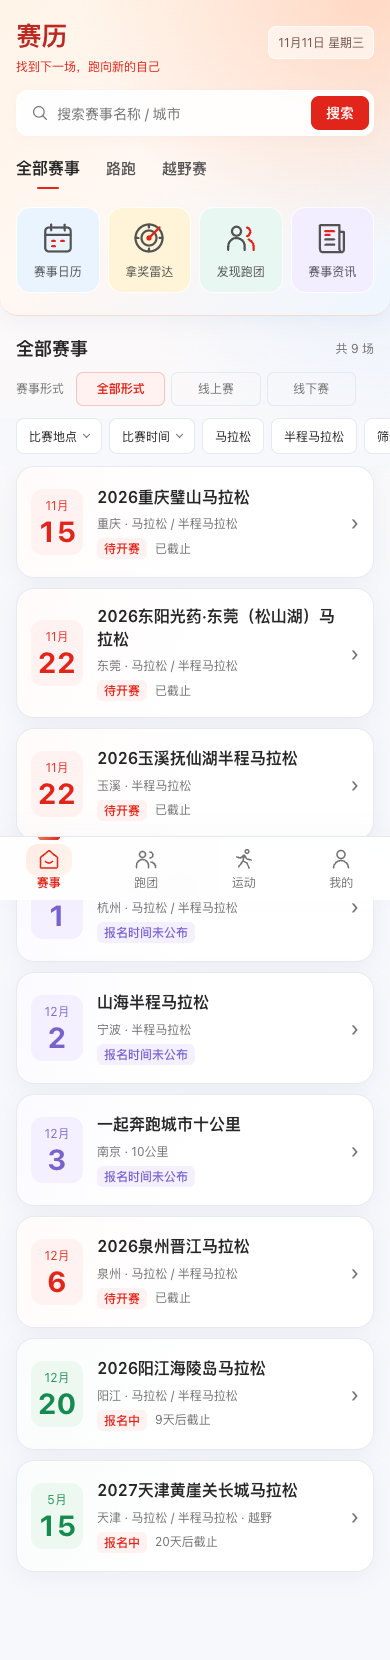 赛历
找到下一场，跑向新的自己
11月11日 星期三
搜索赛事名称 / 城市
搜索
全部赛事 路跑 越野赛
赛事日历 拿奖雷达 发现跑团 赛事资讯
全部赛事
共 9 场
赛事形式 全部形式 线上赛 线下赛
比赛地点 比赛时间 马拉松 半程马拉松 筛
11月
15
2026重庆璧山马拉松
重庆 · 马拉松 / 半程马拉松
待开赛 已截止
11月
22
2026东阳光药·东莞（松山湖）马
拉松
东莞 · 马拉松 / 半程马拉松
待开赛 已截止
11月
22
2026玉溪抚仙湖半程马拉松
玉溪 · 半程马拉松
待开赛 已截止
赛事 跑团 运动 我的
1
杭州 · 马拉松 / 半程马拉松
报名时间未公布
12月
2
山海半程马拉松
宁波 · 半程马拉松
报名时间未公布
12月
3
一起奔跑城市十公里
南京 · 10公里
报名时间未公布
12月
6
2026泉州晋江马拉松
泉州 · 马拉松 / 半程马拉松
待开赛 已截止
12月
20
2026阳江海陵岛马拉松
阳江 · 马拉松 / 半程马拉松
报名中 9天后截止
5月
15
2027天津黄崖关长城马拉松
天津 · 马拉松 / 半程马拉松 · 越野
报名中 20天后截止